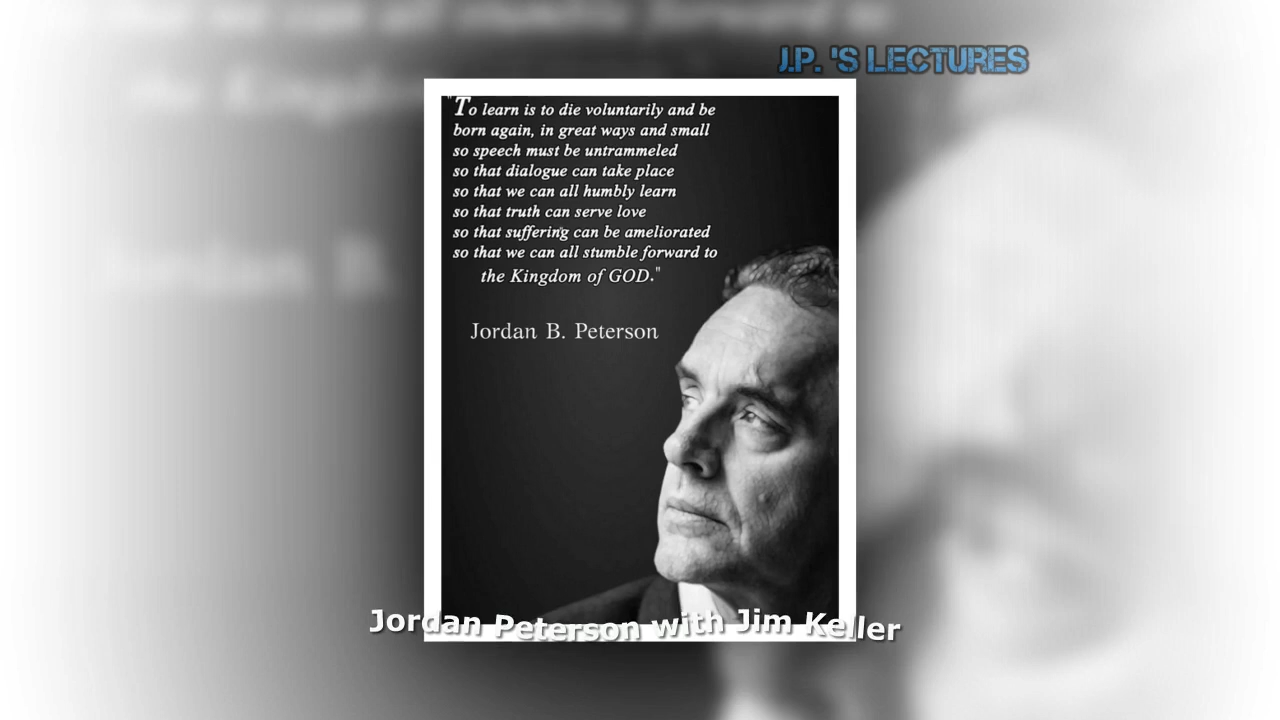 J.P. 'S LECTURES
"To learn is to die voluntarily and be
born again, in great ways and small
so speech must be untrammeled
so that dialogue can take place
so that we can all humbly learn
so that truth can serve love
so that suffering can be ameliorated
so that we can all stumble forward to
the Kingdom of GOD."
Jordan B. Peterson
Jordan Peterson with Jim Keller